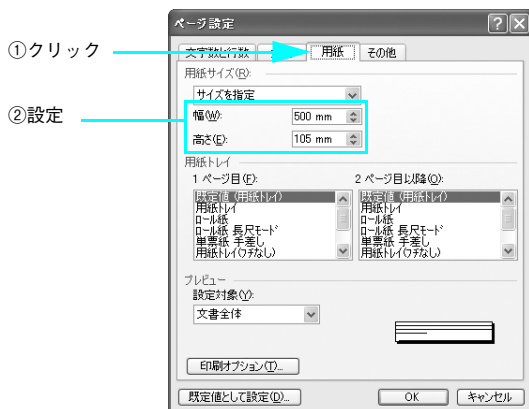 ページ設定
①クリック
文字数と行数 用紙 その他
用紙サイズ(R):
サイズを指定
②設定
幅(W): 500 mm
高さ(E): 105 mm
用紙トレイ
1 ページ目(F): 2 ページ目以降(O):
既定値 (用紙トレイ) 既定値 (用紙トレイ)
用紙トレイ 用紙トレイ
ロール紙 ロール紙
ロール紙 長尺モード ロール紙 長尺モード
単票紙 手差し 単票紙 手差し
用紙トレイ(フチなし) 用紙トレイ(フチなし)
プレビュー
設定対象(Y):
文書全体
印刷オプション(T)...
既定値として設定(D)... OK キャンセル